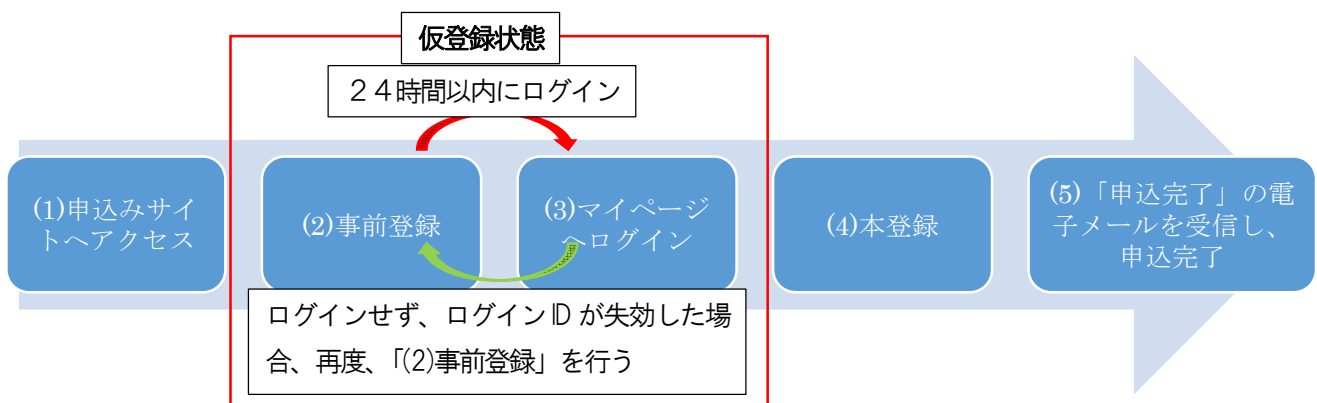 仮登録状態
２４時間以内にログイン
(1)申込みサイ
トへアクセス
(2)事前登録
(3)マイページ
へログイン
(4)本登録
(5)「申込完了」の電
子メールを受信し、
申込完了
ログインせず、ログインID が失効した場
合、再度、「(2)事前登録」を行う